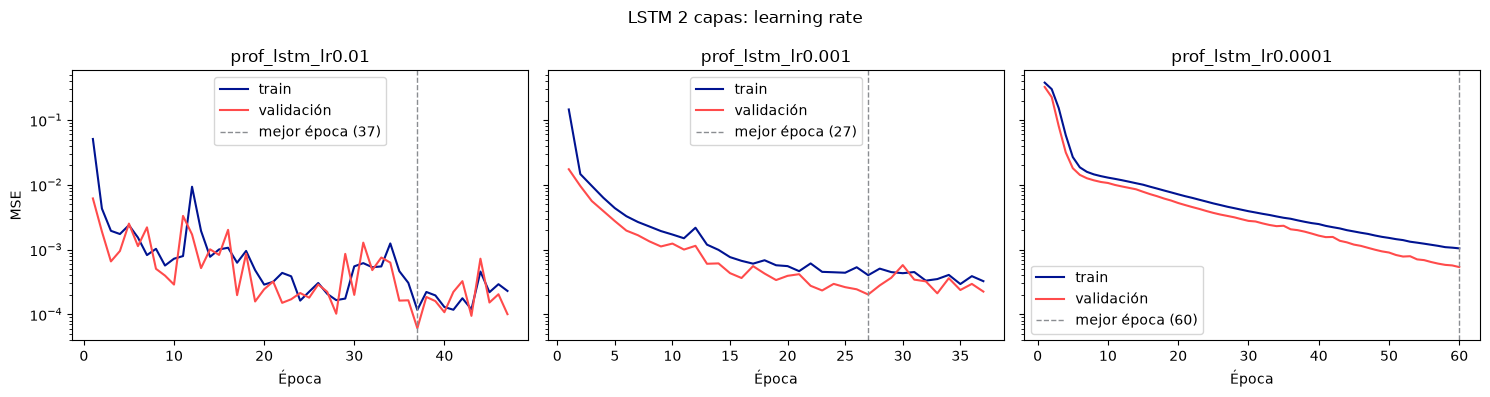 LSTM 2 capas: learning rate
prof_lstm_lr0.01
train
validación
mejor época (37)
MSE
10⁻¹
10⁻²
10⁻³
10⁻⁴
0 10 20 30 40
Época
prof_lstm_lr0.001
train
validación
mejor época (27)
0 5 10 15 20 25 30 35
Época
prof_lstm_lr0.0001
train
validación
mejor época (60)
0 10 20 30 40 50 60
Época